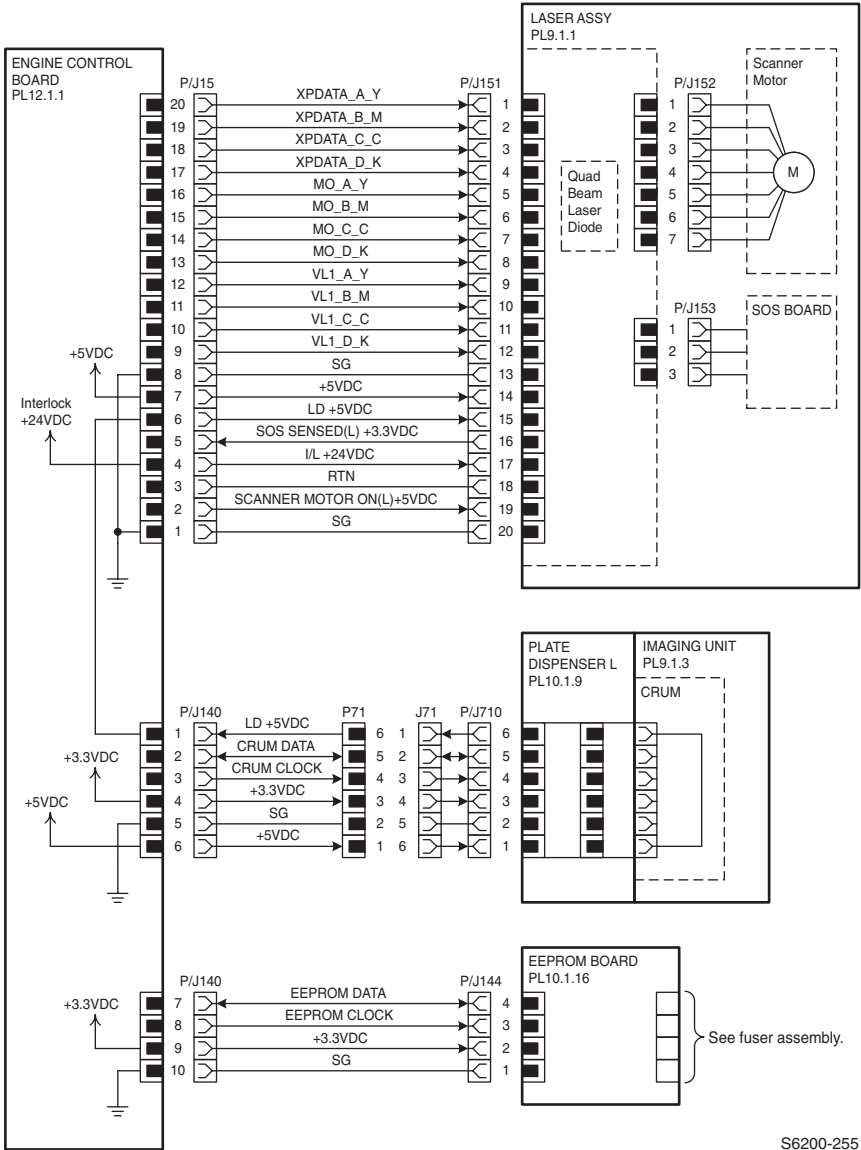 LASER ASSY
PL9.1.1
ENGINE CONTROL
BOARD
PL12.1.1
Scanner
Motor
P/J15
P/J151
P/J152
20 XPDATA_A_Y 1
19 XPDATA_B_M 2
18 XPDATA_C_C 3
17 XPDATA_D_K 4
16 MO_A_Y 5
15 MO_B_M 6
14 MO_C_C 7
13 MO_D_K 8
12 VL1_A_Y 9
11 VL1_B_M 10
10 VL1_C_C 11
9 VL1_D_K 12
8 SG 13
7 +5VDC 14
6 LD +5VDC 15
5 SOS SENSED(L) +3.3VDC 16
4 I/L +24VDC 17
3 RTN 18
2 SCANNER MOTOR ON(L)+5VDC 19
1 SG 20
+5VDC
Interlock
+24VDC
Quad
Beam
Laser
Diode
1
2
3
4
5
6
7
M
P/J153
SOS BOARD
1
2
3
PLATE
DISPENSER L
PL10.1.9
IMAGING UNIT
PL9.1.3
CRUM
P/J140 P71 J71 P/J710
1 LD +5VDC 6 1 6
2 CRUM DATA 5 2 5
3 CRUM CLOCK 4 3 4
4 +3.3VDC 3 4 3
5 SG 2 5 2
6 +5VDC 1 6 1
+3.3VDC
+5VDC
EEPROM BOARD
PL10.1.16
P/J140 P/J144
7 EEPROM DATA 4
8 EEPROM CLOCK 3
9 +3.3VDC 2
10 SG 1
+3.3VDC
See fuser assembly.
S6200-255